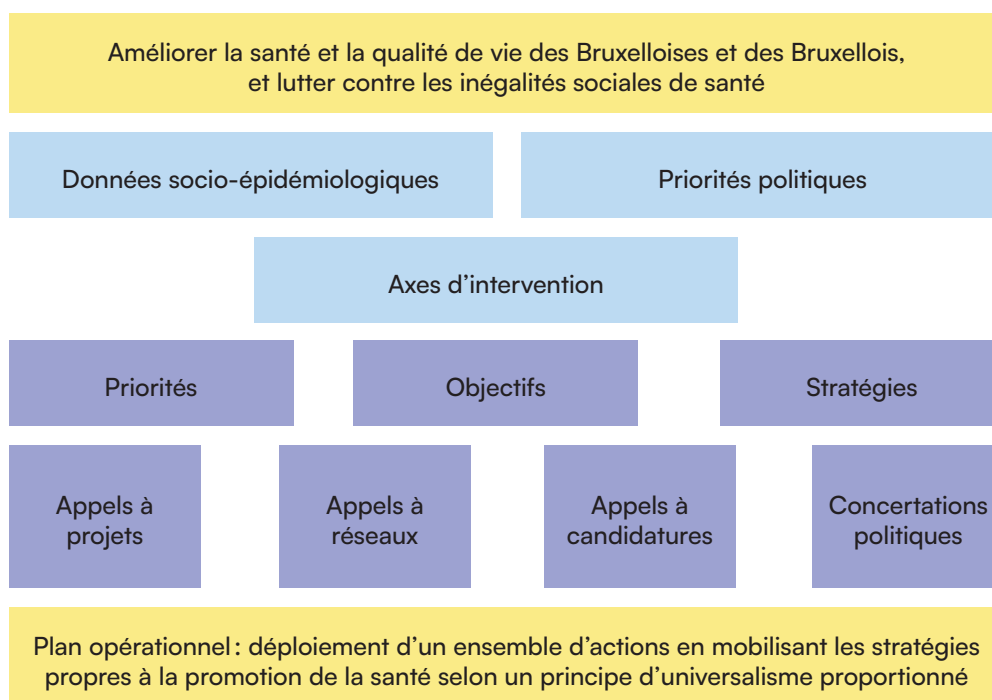 Améliorer la santé et la qualité de vie des Bruxelloises et des Bruxellois,
et lutter contre les inégalités sociales de santé
Données socio-épidémiologiques
Priorités politiques
Axes d’intervention
Priorités
Objectifs
Stratégies
Appels à
projets
Appels à
réseaux
Appels à
candidatures
Concertations
politiques
Plan opérationnel : déploiement d’un ensemble d’actions en mobilisant les stratégies
propres à la promotion de la santé selon un principe d’universalisme proportionné